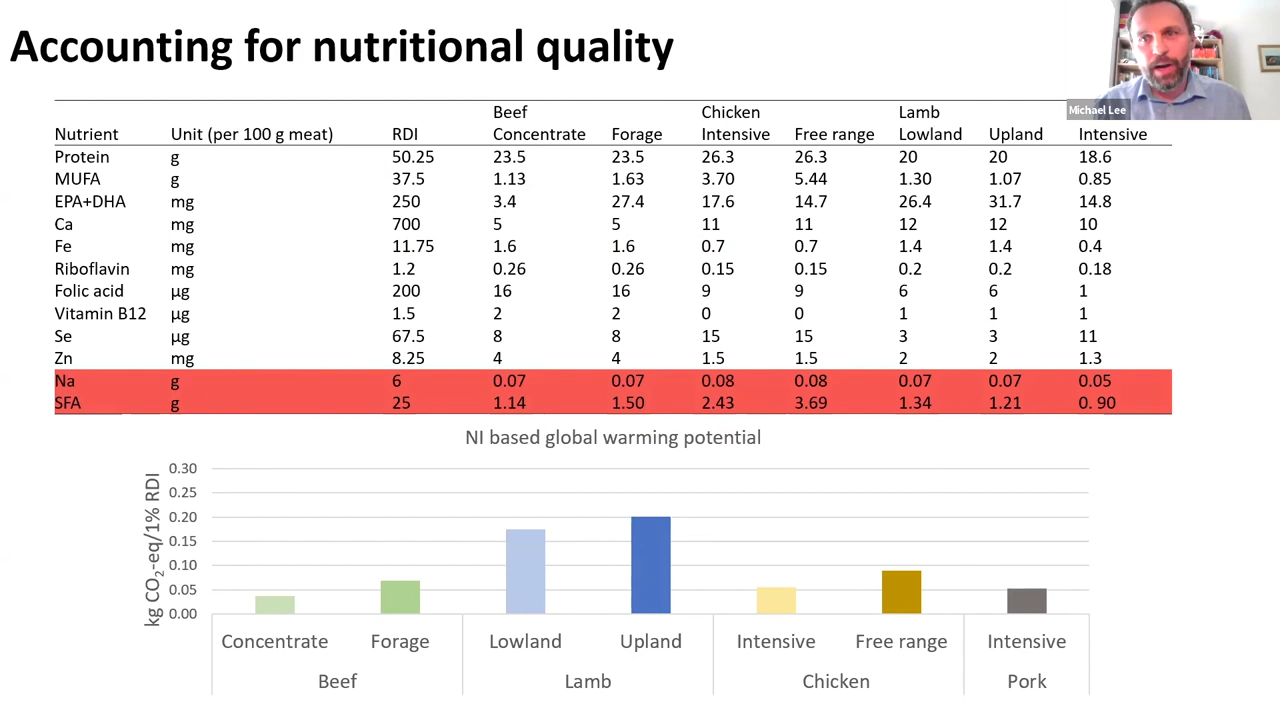 Accounting for nutritional quality
Michael Lee
Beef Chicken Lamb
Nutrient Unit (per 100 g meat) RDI Concentrate Forage Intensive Free range Lowland Upland Intensive
Protein g 50.25 23.5 23.5 26.3 26.3 20 20 18.6
MUFA g 37.5 1.13 1.63 3.70 5.44 1.30 1.07 0.85
EPA+DHA mg 250 3.4 27.4 17.6 14.7 26.4 31.7 14.8
Ca mg 700 5 5 11 11 12 12 10
Fe mg 11.75 1.6 1.6 0.7 0.7 1.4 1.4 0.4
Riboflavin mg 1.2 0.26 0.26 0.15 0.15 0.2 0.2 0.18
Folic acid µg 200 16 16 9 9 6 6 1
Vitamin B12 µg 1.5 2 2 0 0 1 1 1
Se µg 67.5 8 8 15 15 3 3 11
Zn mg 8.25 4 4 1.5 1.5 2 2 1.3
Na g 6 0.07 0.07 0.08 0.08 0.07 0.07 0.05
SFA g 25 1.14 1.50 2.43 3.69 1.34 1.21 0. 90
NI based global warming potential
kg CO₂-eq/1% RDI
0.30
0.25
0.20
0.15
0.10
0.05
0.00
Concentrate Forage Lowland Upland Intensive Free range Intensive
Beef Lamb Chicken Pork